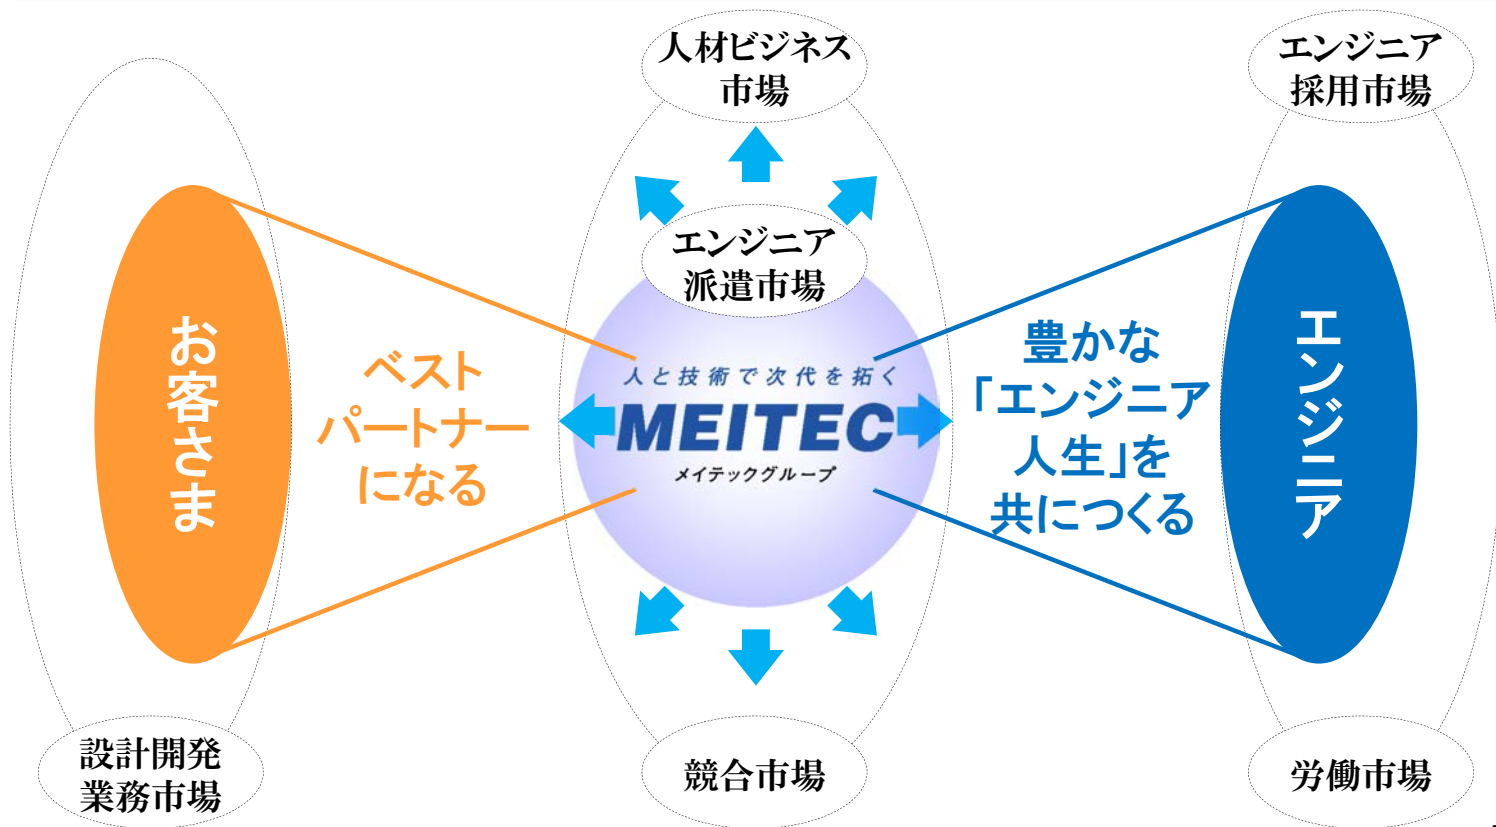 人材ビジネス
市場
エンジニア
採用市場
エンジニア
派遣市場
お客さま
ベスト
パートナー
になる
人と技術で次代を拓く
MEITEC
メイテックグループ
豊かな
「エンジニア
人生」を
共につくる
エンジニア
設計開発
業務市場
競合市場
労働市場